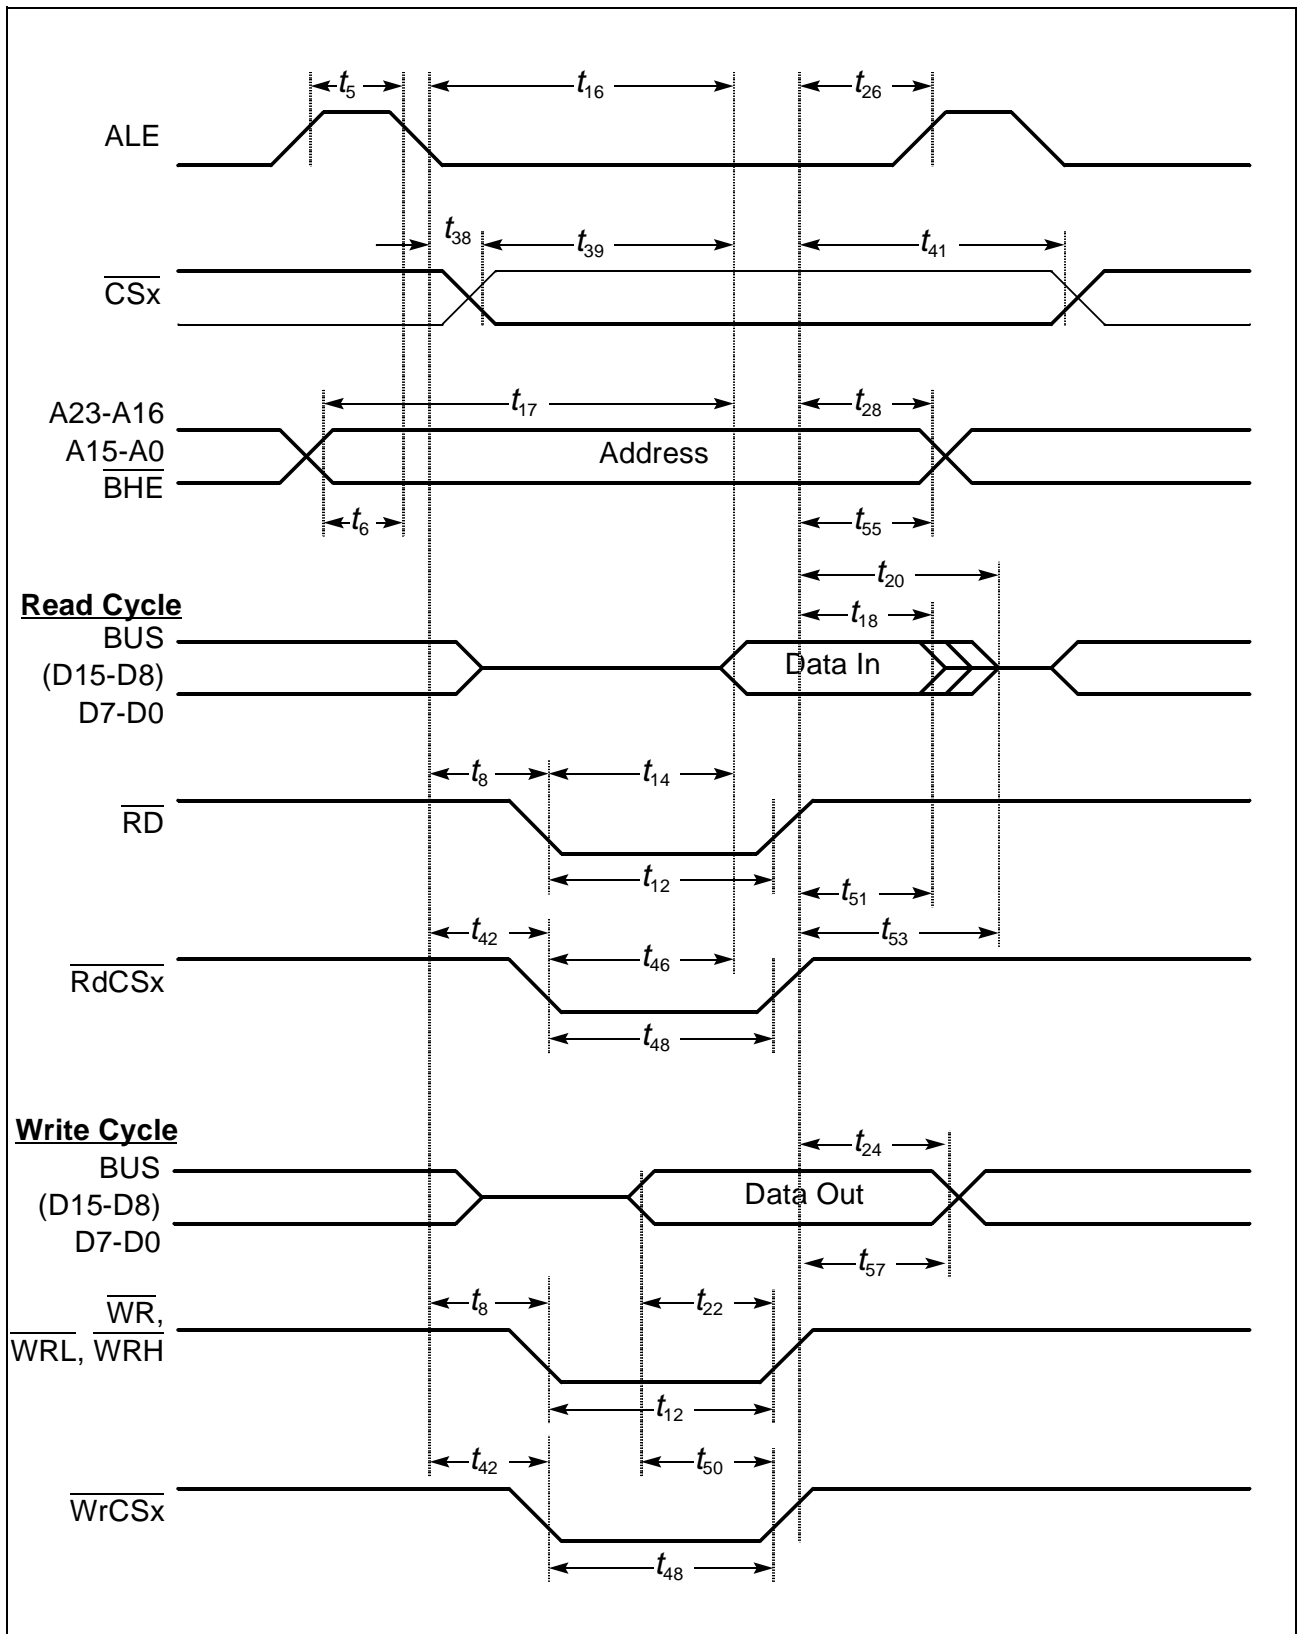 t5
t16
t26
ALE
t38
t39
t41
CSx
t17
t28
A23-A16
A15-A0
BHE
Address
t6
t55
t20
t18
Read Cycle
BUS
(D15-D8)
D7-D0
Data In
t8
t14
RD
t12
t51
t42
t53
t46
RdCSx
t48
Write Cycle
t24
BUS
(D15-D8)
D7-D0
Data Out
t57
t8
t22
WR,
WRL, WRH
t12
t42
t50
WrCSx
t48